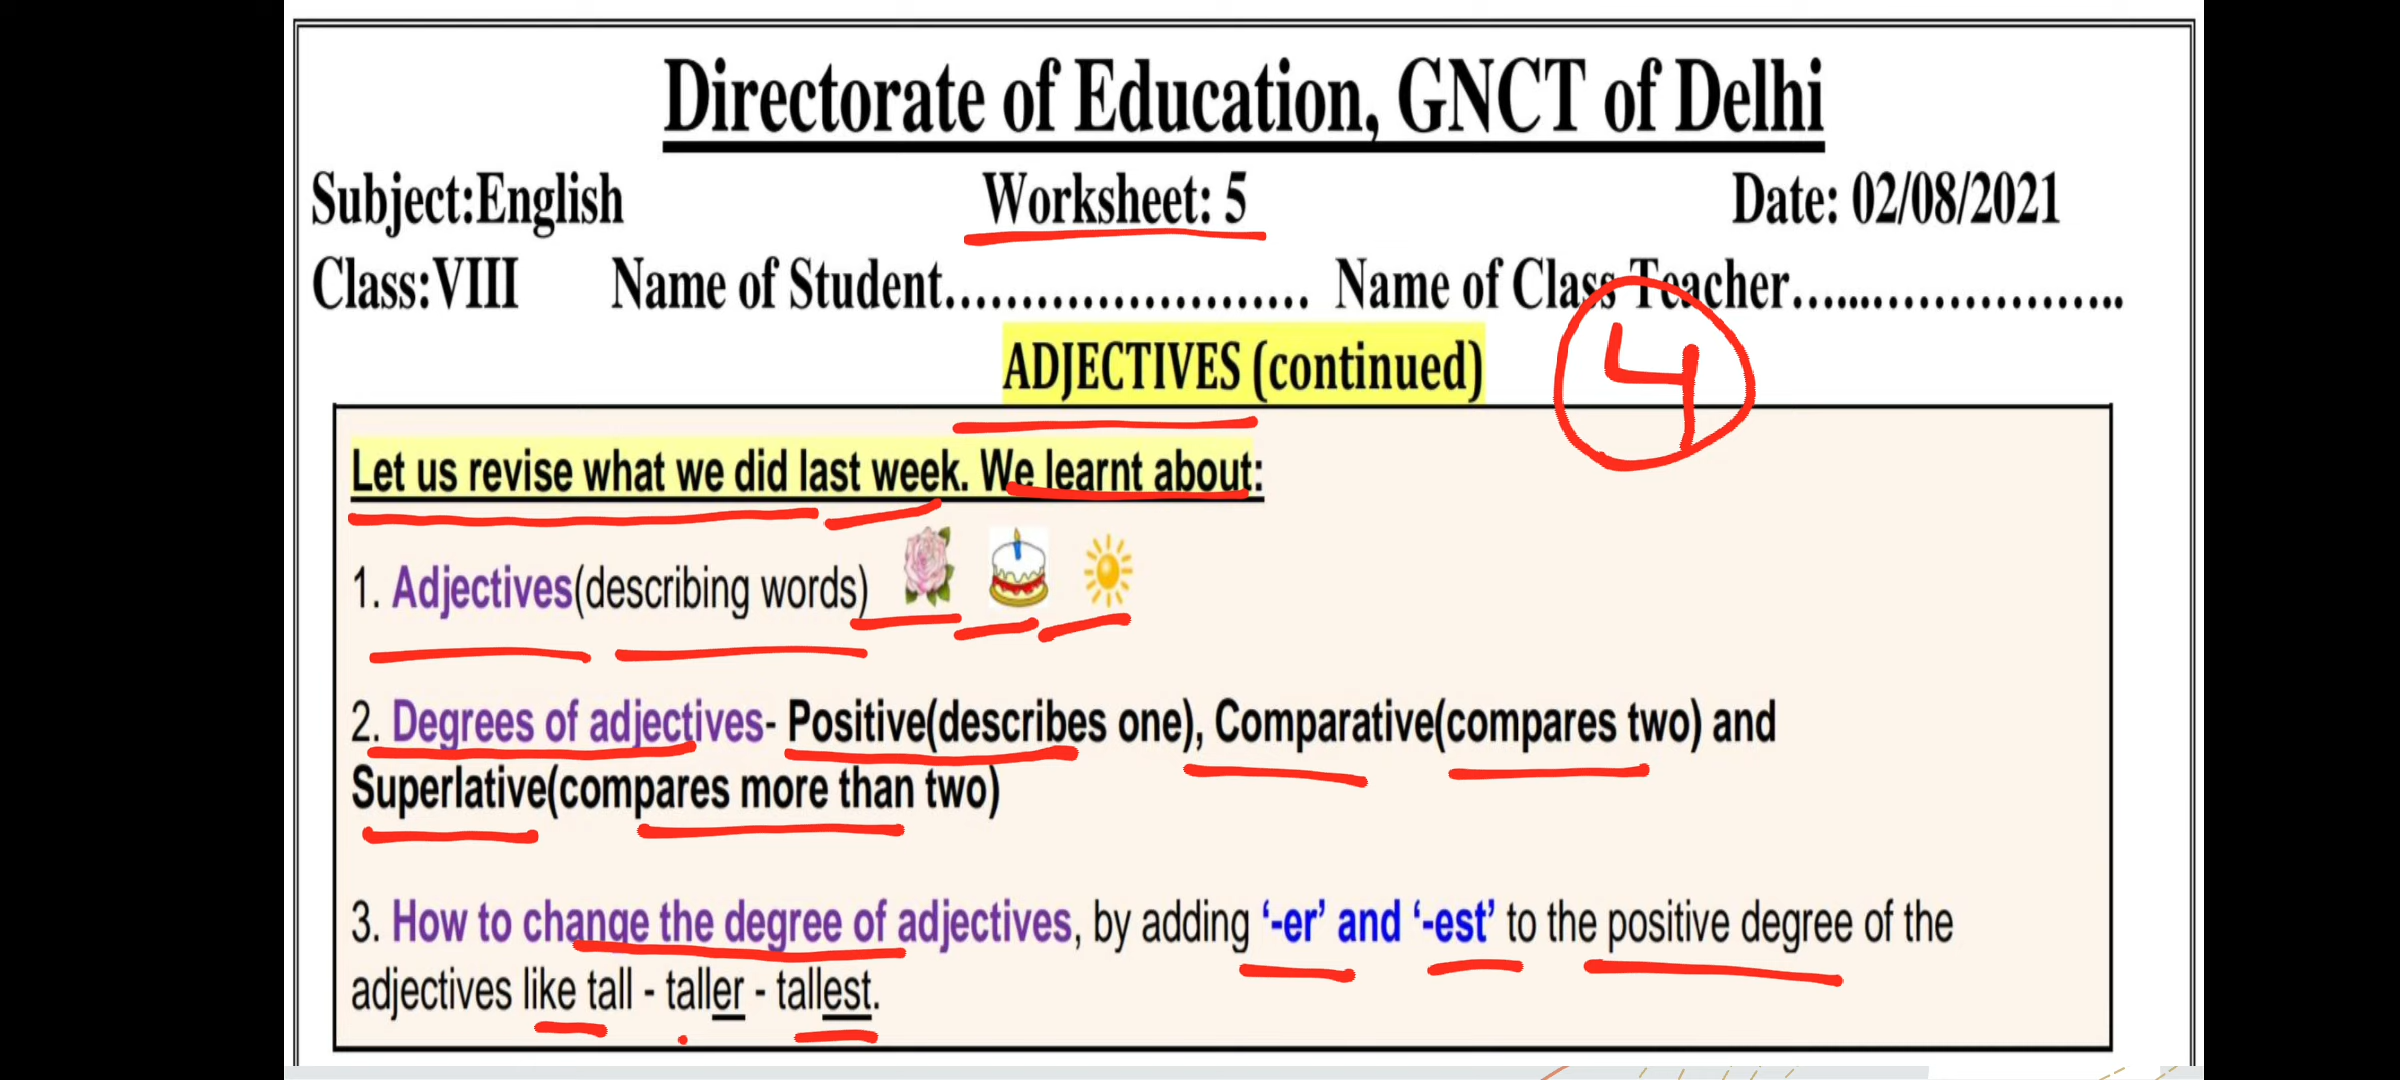 Directorate of Education, GNCT of Delhi
Subject:English Worksheet: 5 Date: 02/08/2021
Class:VIII Name of Student........................ Name of Class Teacher......................
ADJECTIVES (continued)
4
Let us revise what we did last week. We learnt about:
1. Adjectives(describing words)
2. Degrees of adjectives- Positive(describes one), Comparative(compares two) and
Superlative(compares more than two)
3. How to change the degree of adjectives, by adding ‘-er’ and ‘-est’ to the positive degree of the
adjectives like tall - taller - tallest.